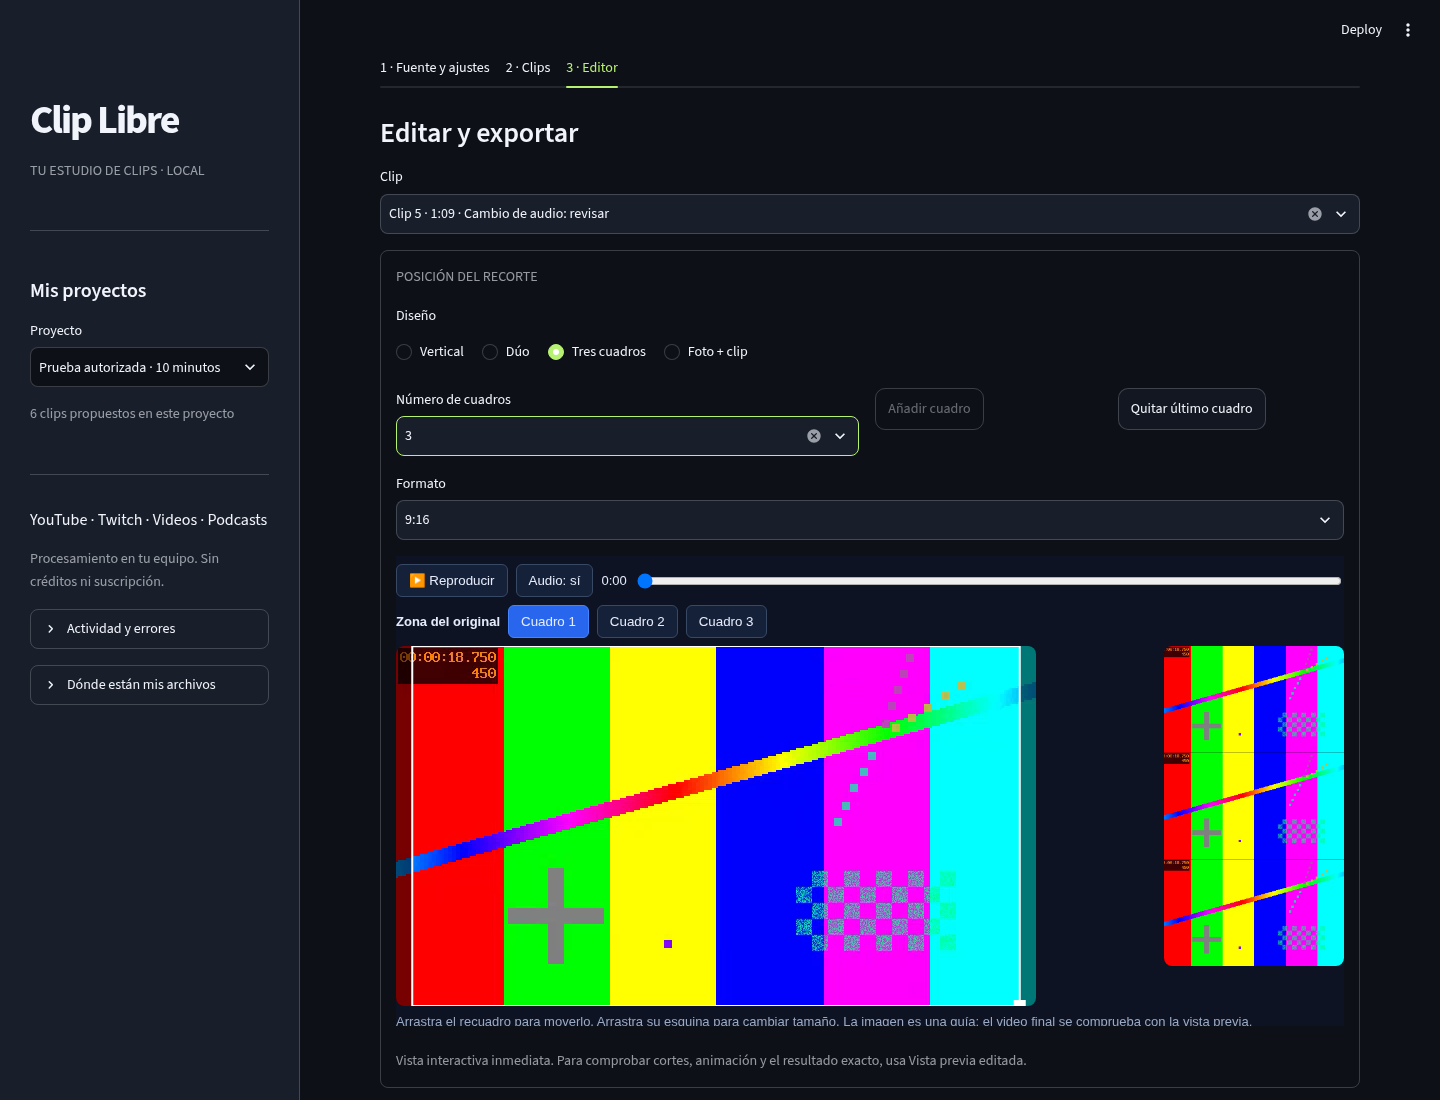 Deploy
Clip Libre
TU ESTUDIO DE CLIPS · LOCAL
Mis proyectos
Proyecto
Prueba autorizada · 10 minutos
6 clips propuestos en este proyecto
YouTube · Twitch · Videos · Podcasts
Procesamiento en tu equipo. Sin
créditos ni suscripción.
Actividad y errores
Dónde están mis archivos
1 · Fuente y ajustes
2 · Clips
3 · Editor
Editar y exportar
Clip
Clip 5 · 1:09 · Cambio de audio: revisar
POSICIÓN DEL RECORTE
Diseño
Vertical
Dúo
Tres cuadros
Foto + clip
Número de cuadros
3
Añadir cuadro
Quitar último cuadro
Formato
9:16
Reproducir
Audio: sí
0:00
Zona del original
Cuadro 1
Cuadro 2
Cuadro 3
00:00:18.750
450
Arrastra el recuadro para moverlo. Arrastra su esquina para cambiar tamaño. La imagen es una guía: el video final se comprueba con la vista previa.
Vista interactiva inmediata. Para comprobar cortes, animación y el resultado exacto, usa Vista previa editada.